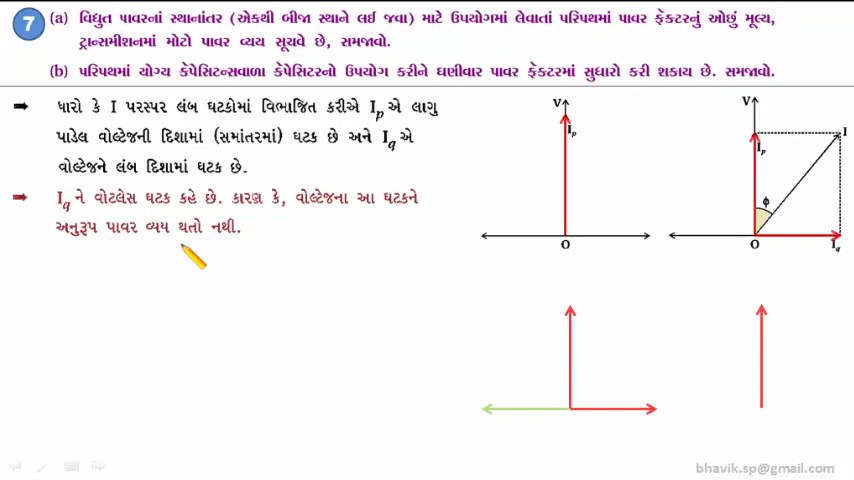 7
(a) વિદ્યુત પાવરનાં સ્થાનાંતર (એકથી બીજા સ્થાને લઈ જવા) માટે ઉપયોગમાં લેવાતાં પરિપથમાં પાવર ફૅક્ટરનું ઓછું મૂલ્ય,
ટ્રાન્સમીશનમાં મોટો પાવર વ્યય સૂચવે છે, સમજાવો.
(b) પરિપથમાં યોગ્ય કૅપેસિટન્સવાળા કૅપેસિટરનો ઉપયોગ કરીને ઘણીવાર પાવર ફૅક્ટરમાં સુધારો કરી શકાય છે. સમજાવો.
ધારો કે I પરસ્પર લંબ ઘટકોમાં વિભાજિત કરીએ Ip એ લાગુ
પાડેલ વોલ્ટેજની દિશામાં (સમાંતરમાં) ઘટક છે અને Iq એ
વોલ્ટેજને લંબ દિશામાં ઘટક છે.
Iq ને વોટલેસ ઘટક કહે છે. કારણ કે, વોલ્ટેજના આ ઘટકને
અનુરૂપ પાવર વ્યય થતો નથી.
V
Ip
O
V
I
Ip
ϕ
O
Iq
bhavik.sp@gmail.com